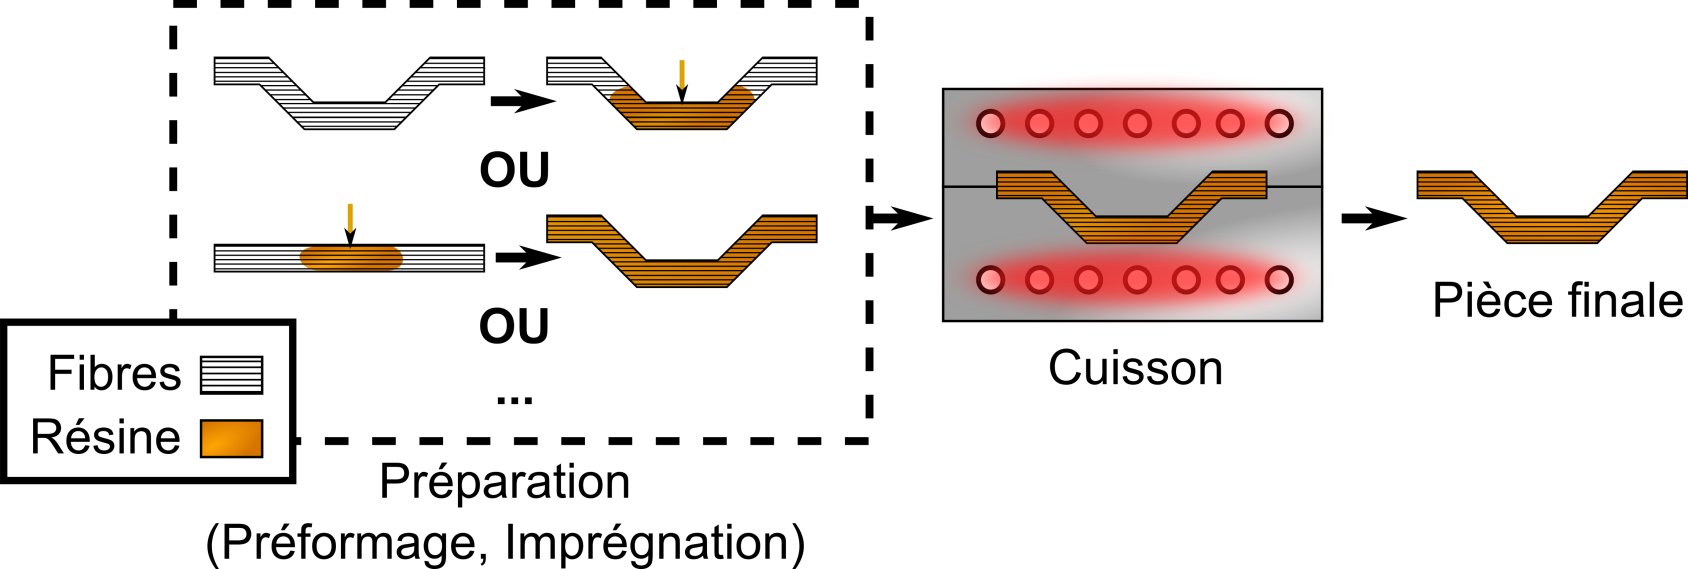 OU
OU
...
Fibres
Résine
Préparation
(Préformage, Imprégnation)
Cuisson
Pièce finale